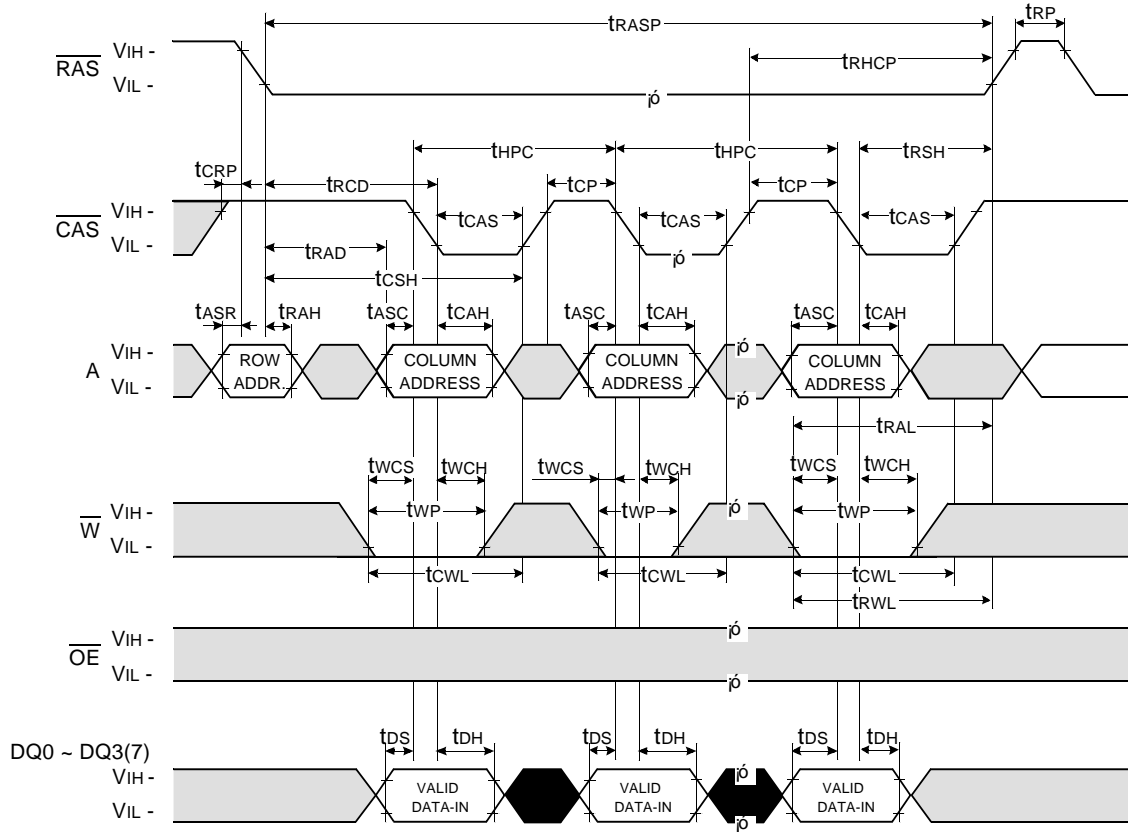 tRASP
tRP
RAS
VIH -
VIL -
tRHCP
¡ó
tCRP
tRCD
tHPC
tCP
tHPC
tCP
tRSH
CAS
VIH -
VIL -
tCAS
tCAS
tCAS
tRAD
tCSH
¡ó
tASR
tRAH
tASC
tCAH
tASC
tCAH
tASC
tCAH
A
VIH -
VIL -
ROW
ADDR.
COLUMN
ADDRESS
COLUMN
ADDRESS
¡ó
¡ó
COLUMN
ADDRESS
tRAL
tWCS
tWCH
tWCS
tWCH
tWCS
tWCH
W
VIH -
VIL -
tWP
tWP
¡ó
tWP
tCWL
tCWL
tCWL
tRWL
OE
VIH -
VIL -
¡ó
¡ó
DQ0 ~ DQ3(7)
VIH -
VIL -
tDS
tDH
tDS
tDH
tDS
tDH
VALID
DATA-IN
VALID
DATA-IN
¡ó
¡ó
VALID
DATA-IN